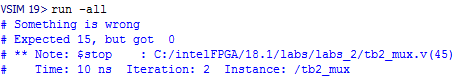 VSIM 19> run -all
# Something is wrong
# Expected 15, but got  0
# ** Note: $stop    : C:/intelFPGA/18.1/labs/labs_2/tb2_mux.v(45)
#    Time: 10 ns  Iteration: 2  Instance: /tb2_mux